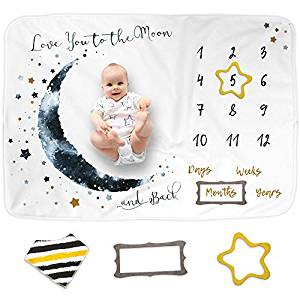 Love You to the Moon
1 2 3
4 5 6
7 8 9
10 11 12
Days Weeks
Months Years
and Back